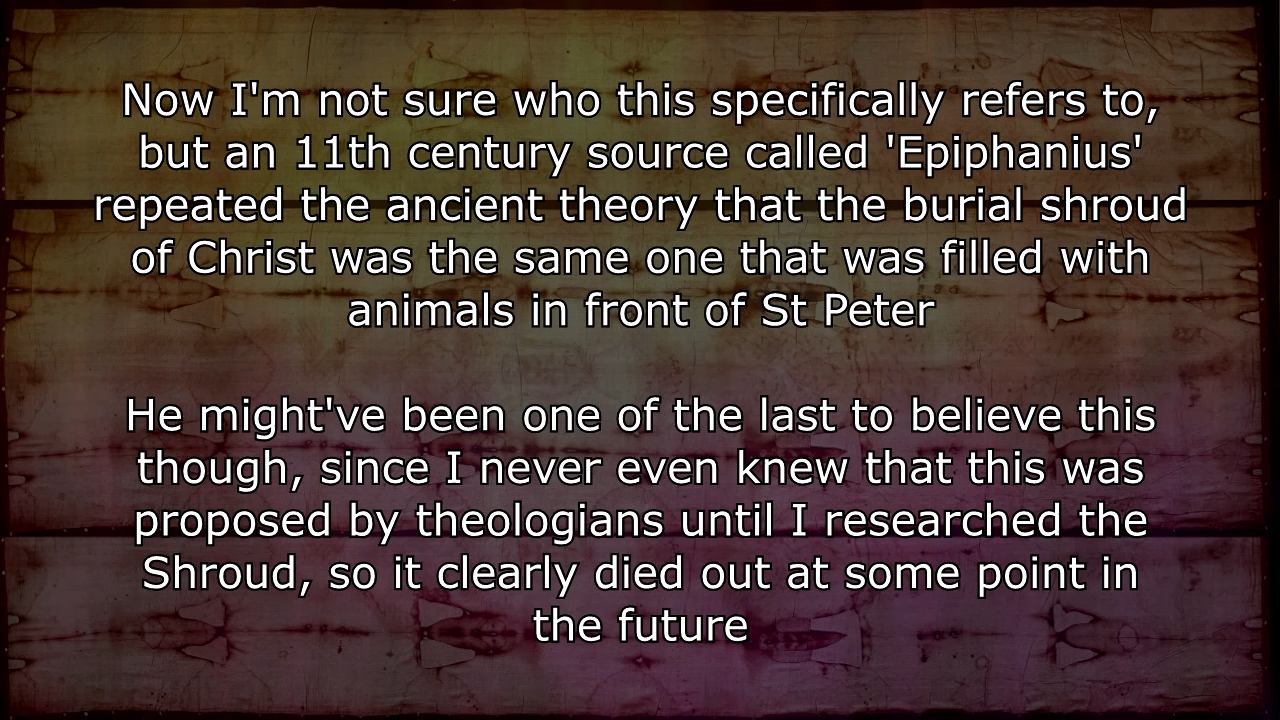 Now I'm not sure who this specifically refers to,
but an 11th century source called 'Epiphanius'
repeated the ancient theory that the burial shroud
of Christ was the same one that was filled with
animals in front of St Peter
He might've been one of the last to believe this
though, since I never even knew that this was
proposed by theologians until I researched the
Shroud, so it clearly died out at some point in
the future